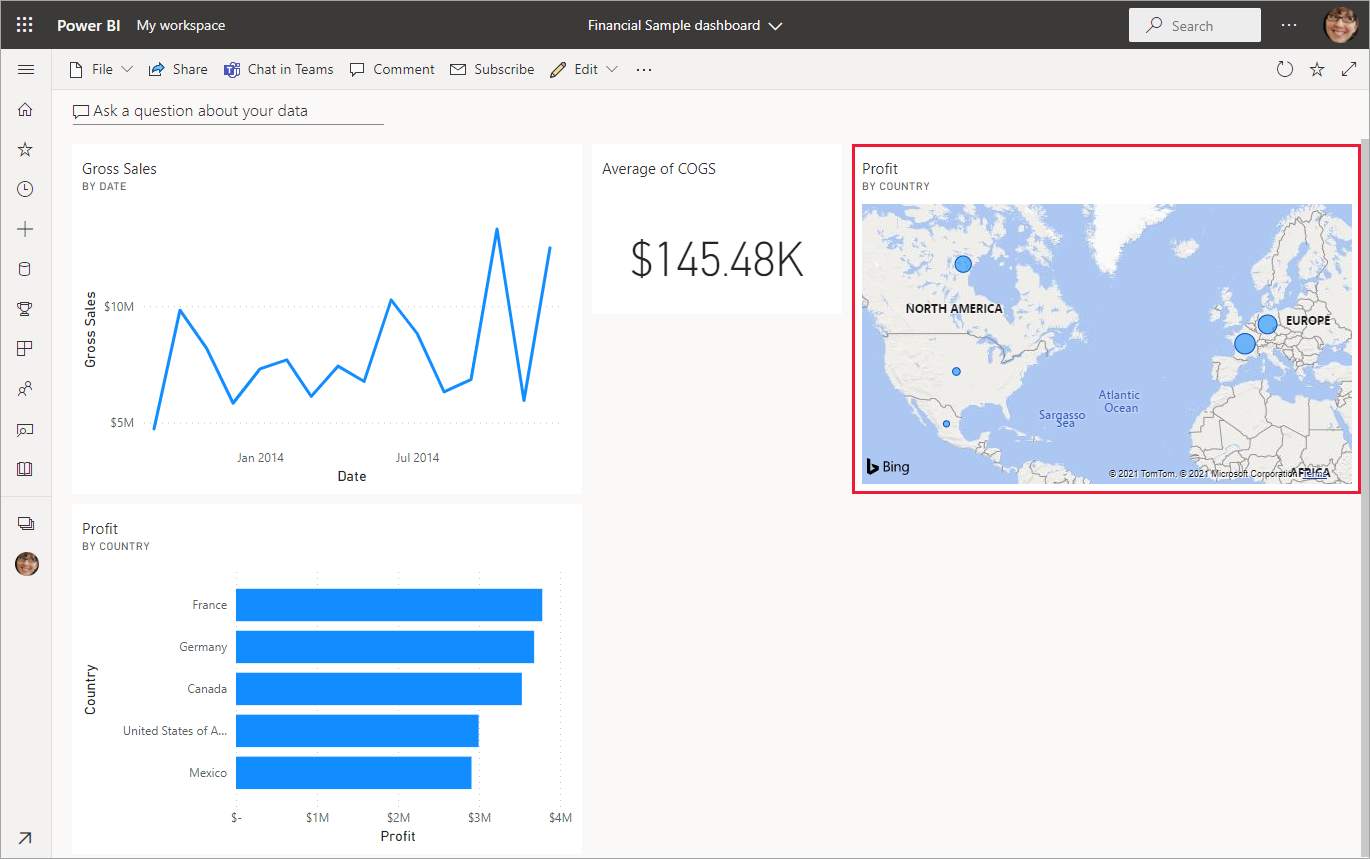 Power BI My workspace Financial Sample dashboard Search ...
File Share Chat in Teams Comment Subscribe Edit ...
Ask a question about your data
Gross Sales
BY DATE
Gross Sales
$10M
$5M
Jan 2014 Jul 2014
Date
Average of COGS
$145.48K
Profit
BY COUNTRY
NORTH AMERICA
EUROPE
Atlantic
Ocean
Sargasso
Sea
AFRICA
Bing
© 2021 TomTom, © 2021 Microsoft Corporation Terms
Profit
BY COUNTRY
Country
France
Germany
Canada
United States of A...
Mexico
$- $1M $2M $3M $4M
Profit